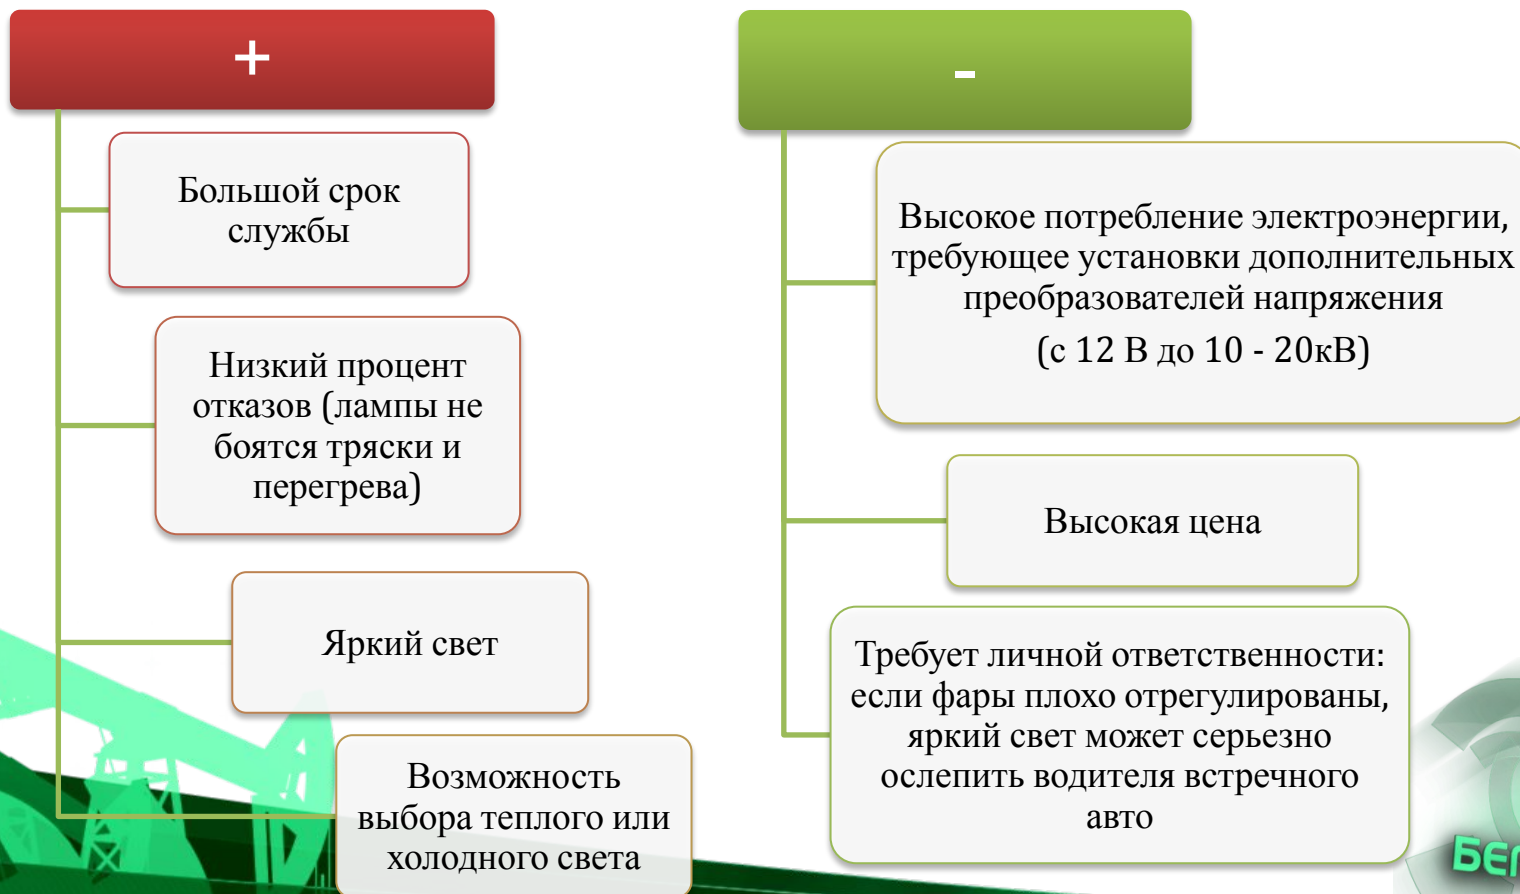 +
Большой срок
службы
Низкий процент
отказов (лампы не
боятся тряски и
перегрева)
Яркий свет
Возможность
выбора теплого или
холодного света
-
Высокое потребление электроэнергии,
требующее установки дополнительных
преобразователей напряжения
(с 12 В до 10 - 20кВ)
Высокая цена
Требует личной ответственности:
если фары плохо отрегулированы,
яркий свет может серьезно
ослепить водителя встречного
авто